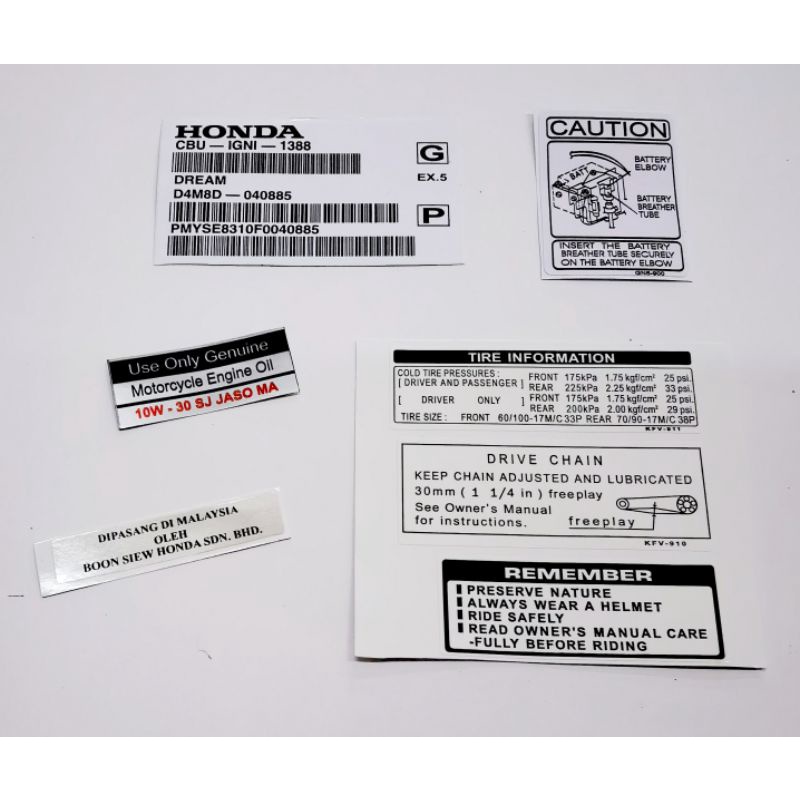 HONDA
CBU — IGNI — 1388
G
EX.5
DREAM
D4M8D — 040885
P
PMYSE8310F0040885
CAUTION
BATTERY
ELBOW
BATT
BATTERY
BREATHER
TUBE
INSERT THE BATTERY
BREATHER TUBE SECURELY
ON THE BATTERY ELBOW
GN5-900
Use Only Genuine
Motorcycle Engine Oil
10W - 30 SJ JASO MA
DIPASANG DI MALAYSIA
OLEH
BOON SIEW HONDA SDN. BHD.
TIRE INFORMATION
COLD TIRE PRESSURES :
[ DRIVER AND PASSENGER ] FRONT 175kPa 1.75 kgf/cm² 25 psi.
REAR 225kPa 2.25 kgf/cm² 33 psi.
[ DRIVER ONLY ] FRONT 175kPa 1.75 kgf/cm² 25 psi.
REAR 200kPa 2.00 kgf/cm² 29 psi.
TIRE SIZE : FRONT 60/100-17M/C 33P REAR 70/90-17M/C 38P
KFV-911
DRIVE CHAIN
KEEP CHAIN ADJUSTED AND LUBRICATED
30mm ( 1 1/4 in ) freeplay
See Owner's Manual
for instructions.
freeplay
KFV-910
REMEMBER
PRESERVE NATURE
ALWAYS WEAR A HELMET
RIDE SAFELY
READ OWNER'S MANUAL CARE
-FULLY BEFORE RIDING